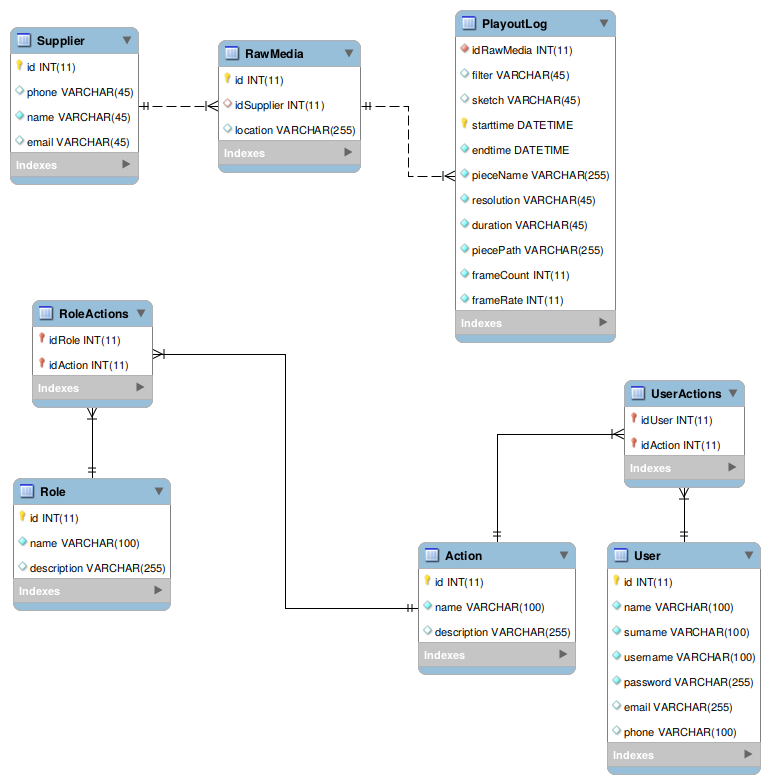 Supplier
id INT(11)
phone VARCHAR(45)
name VARCHAR(45)
email VARCHAR(45)
Indexes
RawMedia
id INT(11)
idSupplier INT(11)
location VARCHAR(255)
Indexes
PlayoutLog
idRawMedia INT(11)
filter VARCHAR(45)
sketch VARCHAR(45)
starttime DATETIME
endtime DATETIME
pieceName VARCHAR(255)
resolution VARCHAR(45)
duration VARCHAR(45)
piecePath VARCHAR(255)
frameCount INT(11)
frameRate INT(11)
Indexes
RoleActions
idRole INT(11)
idAction INT(11)
Indexes
Role
id INT(11)
name VARCHAR(100)
description VARCHAR(255)
Indexes
UserActions
idUser INT(11)
idAction INT(11)
Indexes
Action
id INT(11)
name VARCHAR(100)
description VARCHAR(255)
Indexes
User
id INT(11)
name VARCHAR(100)
surname VARCHAR(100)
username VARCHAR(100)
password VARCHAR(255)
email VARCHAR(255)
phone VARCHAR(100)
Indexes